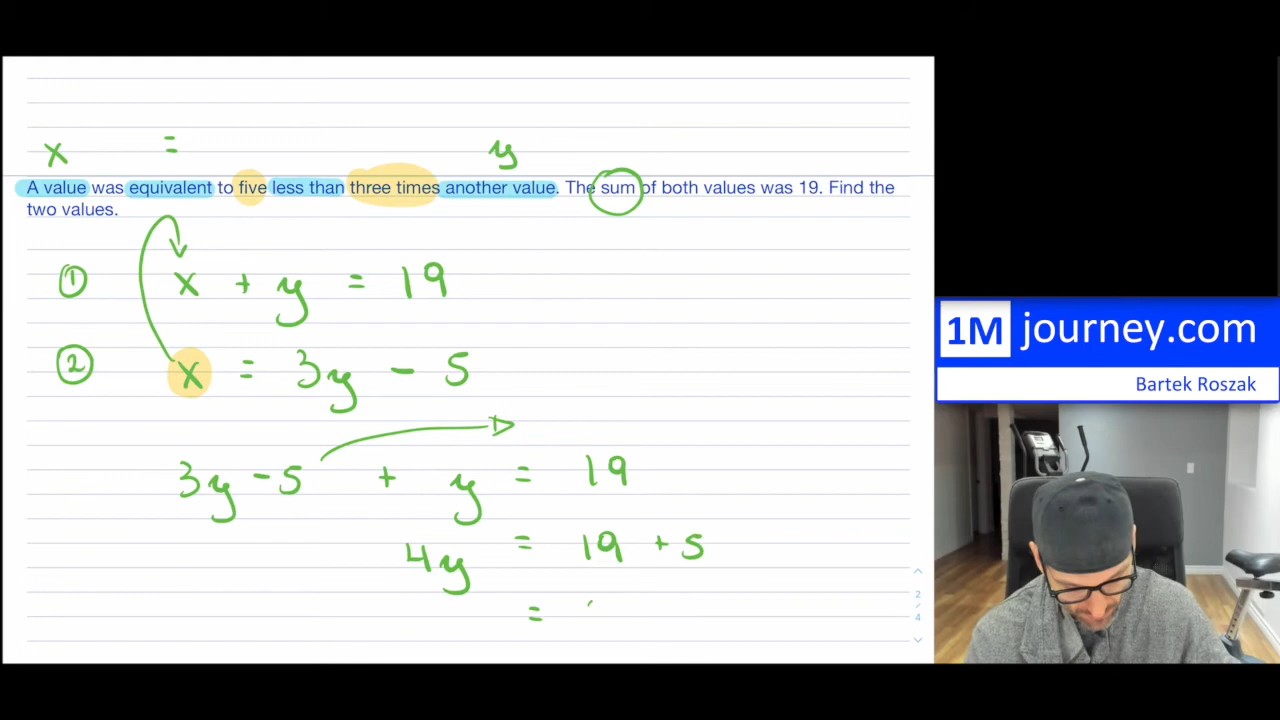 x = y
A value was equivalent to five less than three times another value. The sum of both values was 19. Find the
two values.
① x + y = 19
② x = 3y - 5
3y - 5 + y = 19
4y = 19 + 5
=
1M journey.com
Bartek Roszak
2
4